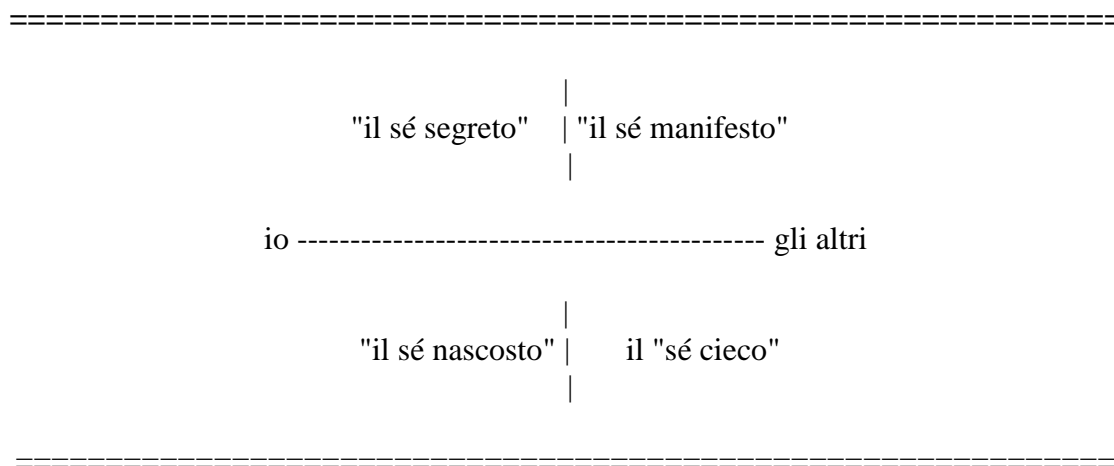 "il sé segreto" | "il sé manifesto"
io -------------------------------------------- gli altri
"il sé nascosto" | il "sé cieco"